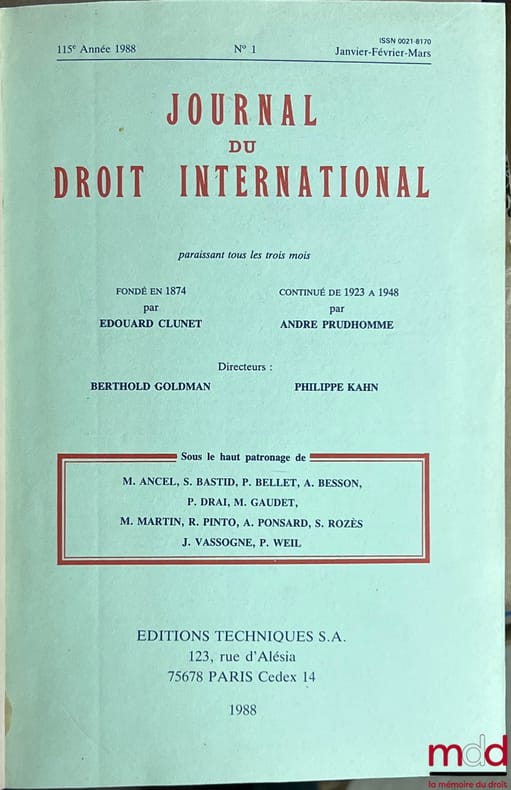 ISSN 0021-8170
115e Année 1988 No 1 Janvier-Février-Mars
JOURNAL
DU
DROIT INTERNATIONAL
paraissant tous les trois mois
FONDÉ EN 1874 CONTINUÉ DE 1923 A 1948
par par
EDOUARD CLUNET ANDRE PRUDHOMME
Directeurs :
BERTHOLD GOLDMAN PHILIPPE KAHN
Sous le haut patronage de
M. ANCEL, S. BASTID, P. BELLET, A. BESSON,
P. DRAI, M. GAUDET,
M. MARTIN, R. PINTO, A. PONSARD, S. ROZÈS
J. VASSOGNE, P. WEIL
EDITIONS TECHNIQUES S.A.
123, rue d'Alésia
75678 PARIS Cedex 14
1988
mdd
la mémoire du droit